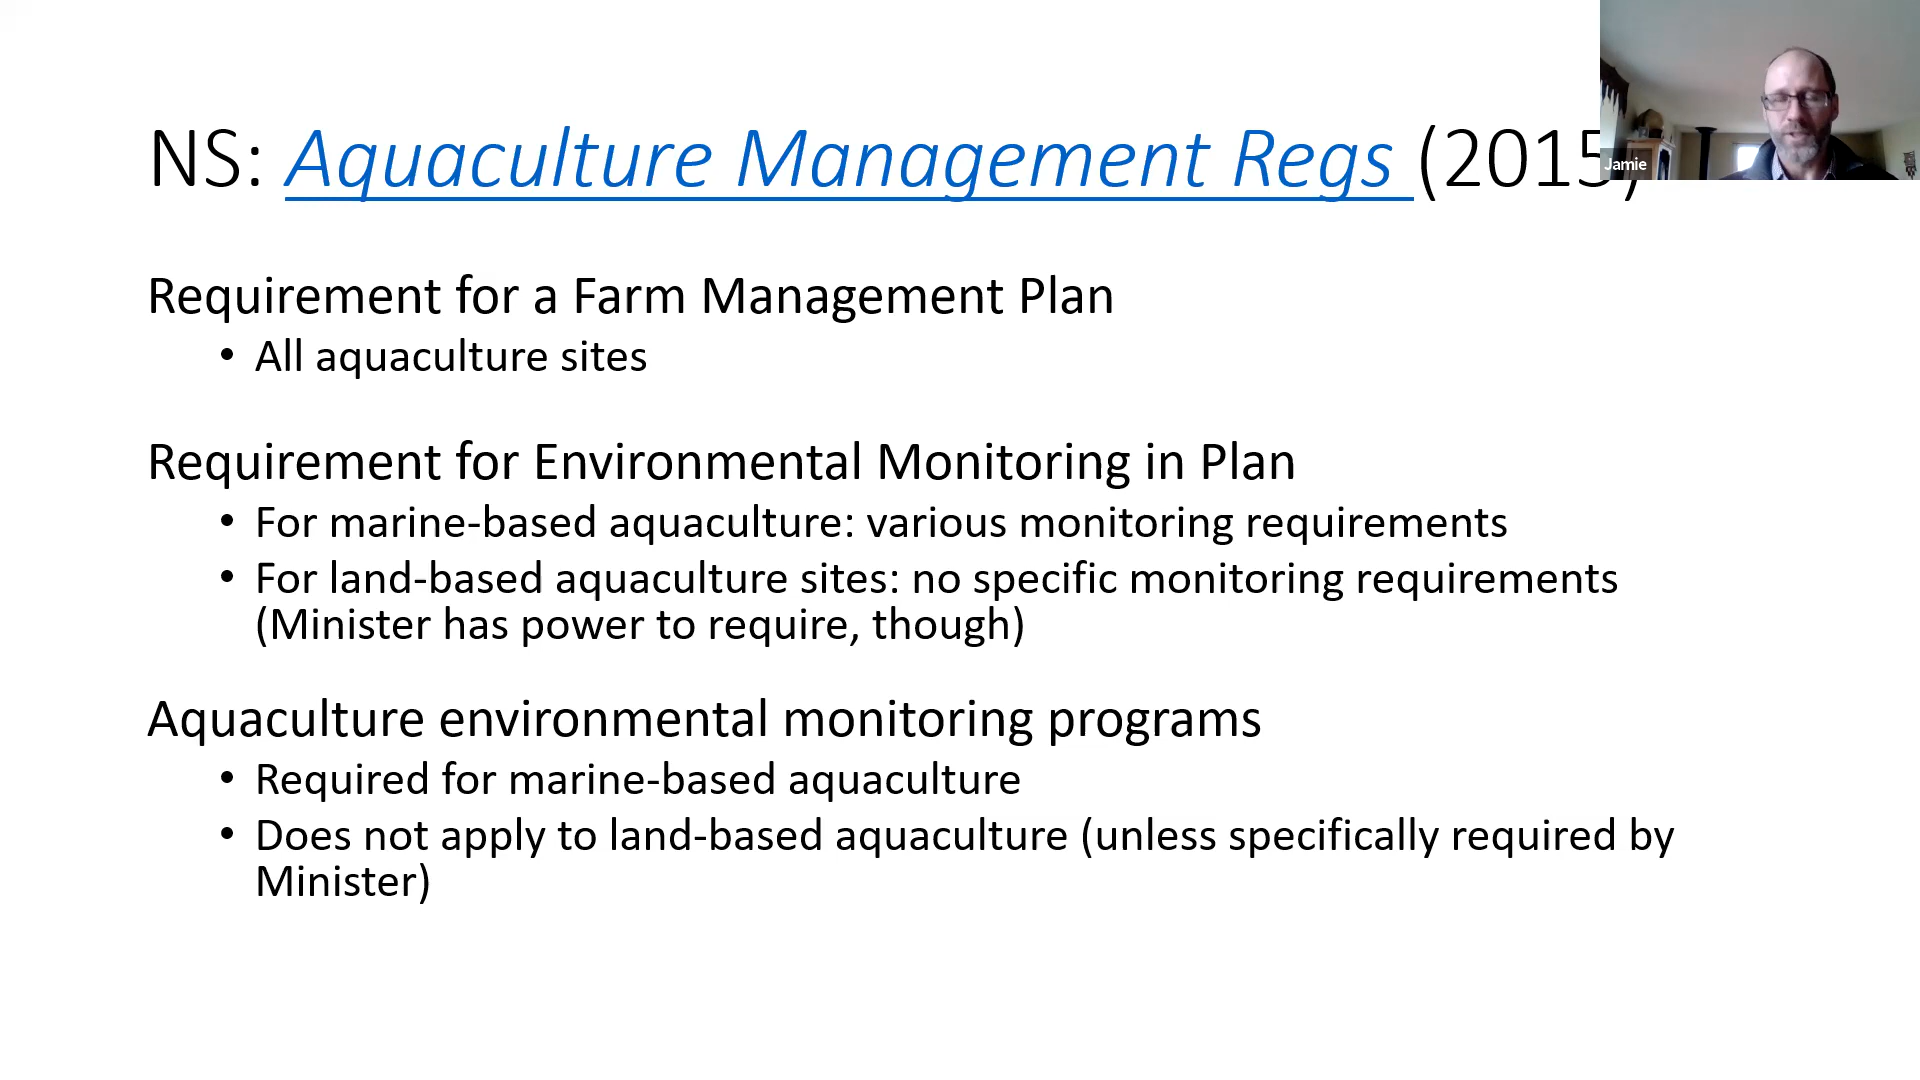 NS: Aquaculture Management Regs (2015)
Jamie
Requirement for a Farm Management Plan
• All aquaculture sites
Requirement for Environmental Monitoring in Plan
• For marine-based aquaculture: various monitoring requirements
• For land-based aquaculture sites: no specific monitoring requirements
(Minister has power to require, though)
Aquaculture environmental monitoring programs
• Required for marine-based aquaculture
• Does not apply to land-based aquaculture (unless specifically required by
Minister)